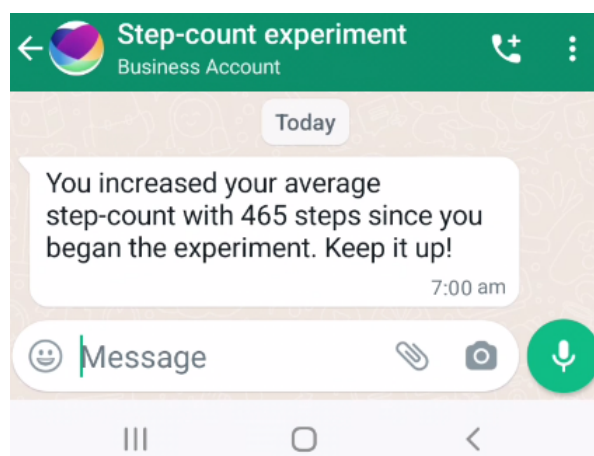 Step-count experiment
Business Account
Today
You increased your average
step-count with 465 steps since you
began the experiment. Keep it up!
7:00 am
Message